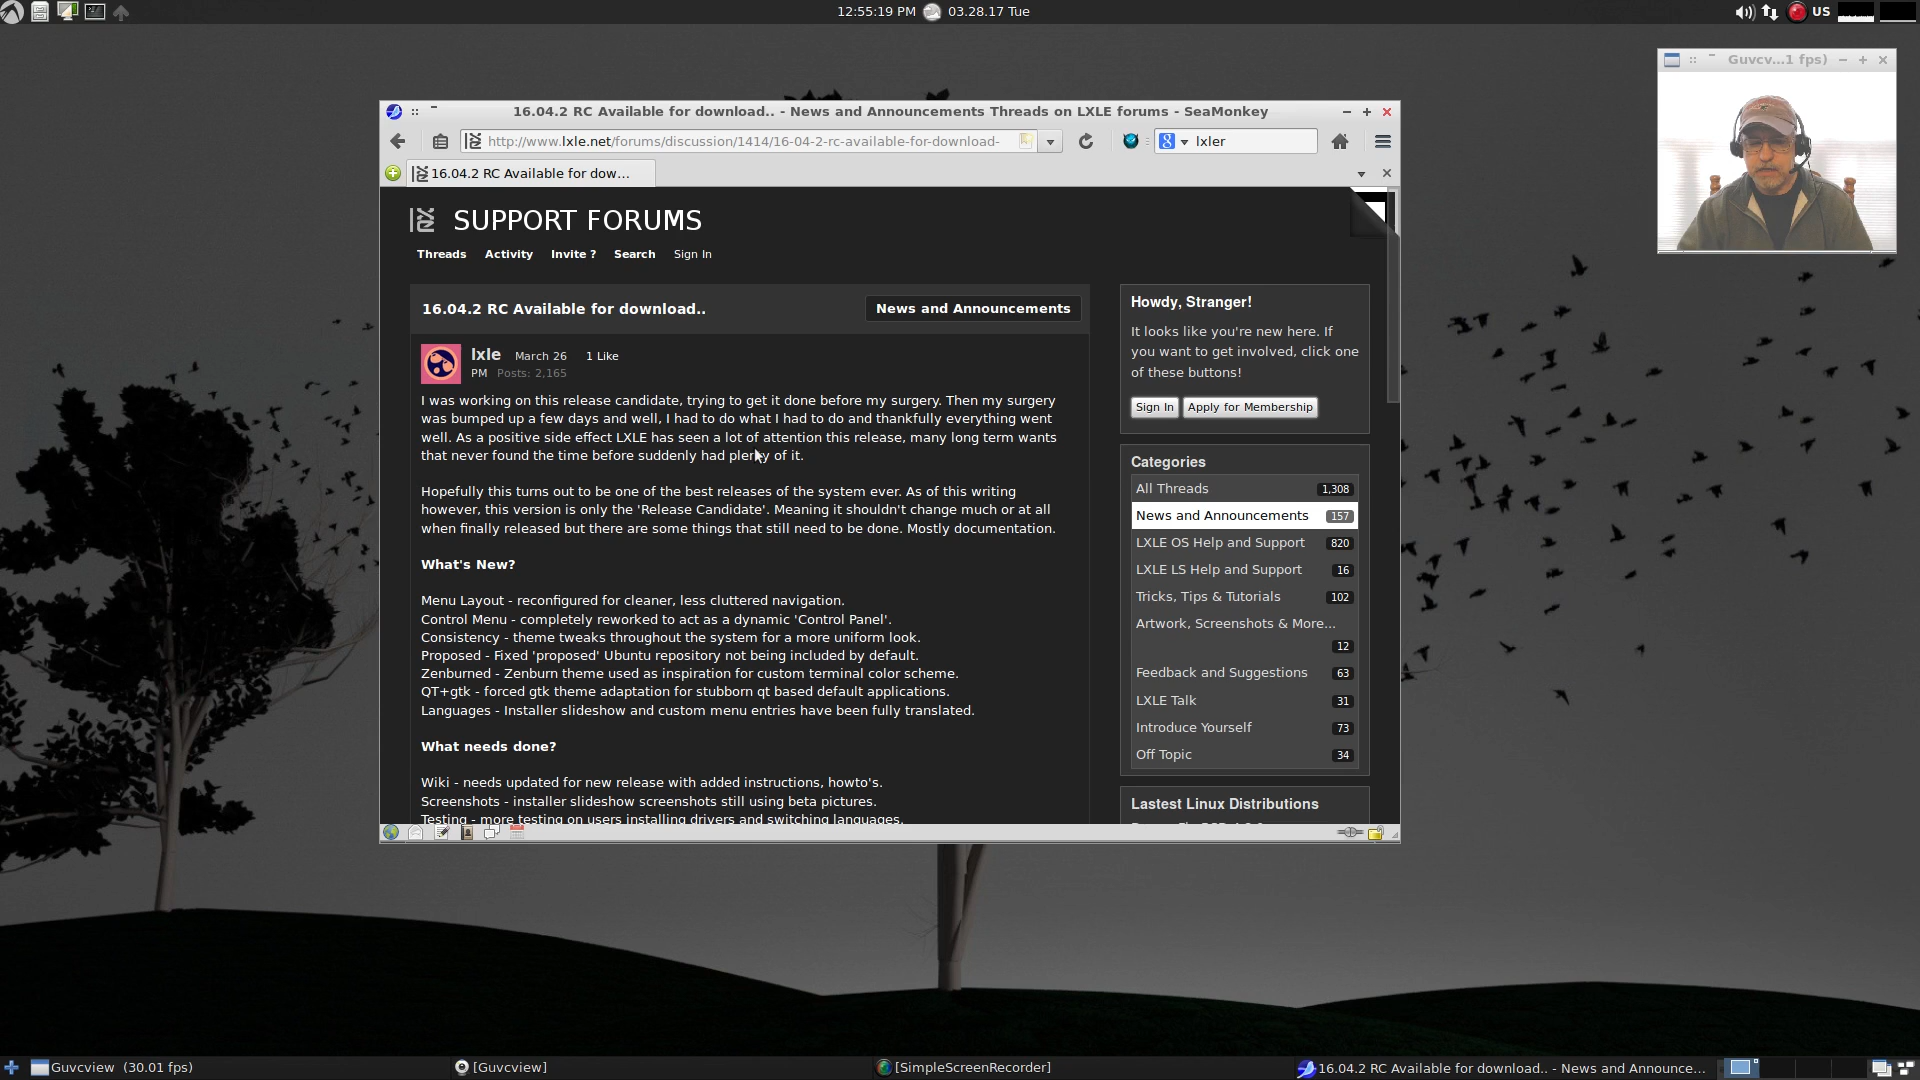 12:55:19 PM 03.28.17 Tue
US
Guvcv...1 fps)
16.04.2 RC Available for download.. - News and Announcements Threads on LXLE forums - SeaMonkey
http://www.lxle.net/forums/discussion/1414/16-04-2-rc-available-for-download-
lxler
16.04.2 RC Available for dow...
SUPPORT FORUMS
Threads Activity Invite ? Search Sign In
16.04.2 RC Available for download..
News and Announcements
lxle March 26 1 Like
PM Posts: 2,165
I was working on this release candidate, trying to get it done before my surgery. Then my surgery
was bumped up a few days and well, I had to do what I had to do and thankfully everything went
well. As a positive side effect LXLE has seen a lot of attention this release, many long term wants
that never found the time before suddenly had plenty of it.
Hopefully this turns out to be one of the best releases of the system ever. As of this writing
however, this version is only the 'Release Candidate'. Meaning it shouldn't change much or at all
when finally released but there are some things that still need to be done. Mostly documentation.
What's New?
Menu Layout - reconfigured for cleaner, less cluttered navigation.
Control Menu - completely reworked to act as a dynamic 'Control Panel'.
Consistency - theme tweaks throughout the system for a more uniform look.
Proposed - Fixed 'proposed' Ubuntu repository not being included by default.
Zenburned - Zenburn theme used as inspiration for custom terminal color scheme.
QT+gtk - forced gtk theme adaptation for stubborn qt based default applications.
Languages - Installer slideshow and custom menu entries have been fully translated.
What needs done?
Wiki - needs updated for new release with added instructions, howto's.
Screenshots - installer slideshow screenshots still using beta pictures.
Testing - more testing on users installing drivers and switching languages.
Howdy, Stranger!
It looks like you're new here. If
you want to get involved, click one
of these buttons!
Sign In
Apply for Membership
Categories
All Threads 1,308
News and Announcements 157
LXLE OS Help and Support 820
LXLE LS Help and Support 16
Tricks, Tips & Tutorials 102
Artwork, Screenshots & More...
12
Feedback and Suggestions 63
LXLE Talk 31
Introduce Yourself 73
Off Topic 34
Lastest Linux Distributions
Guvcview (30.01 fps)
[Guvcview]
[SimpleScreenRecorder]
16.04.2 RC Available for download.. - News and Announce...